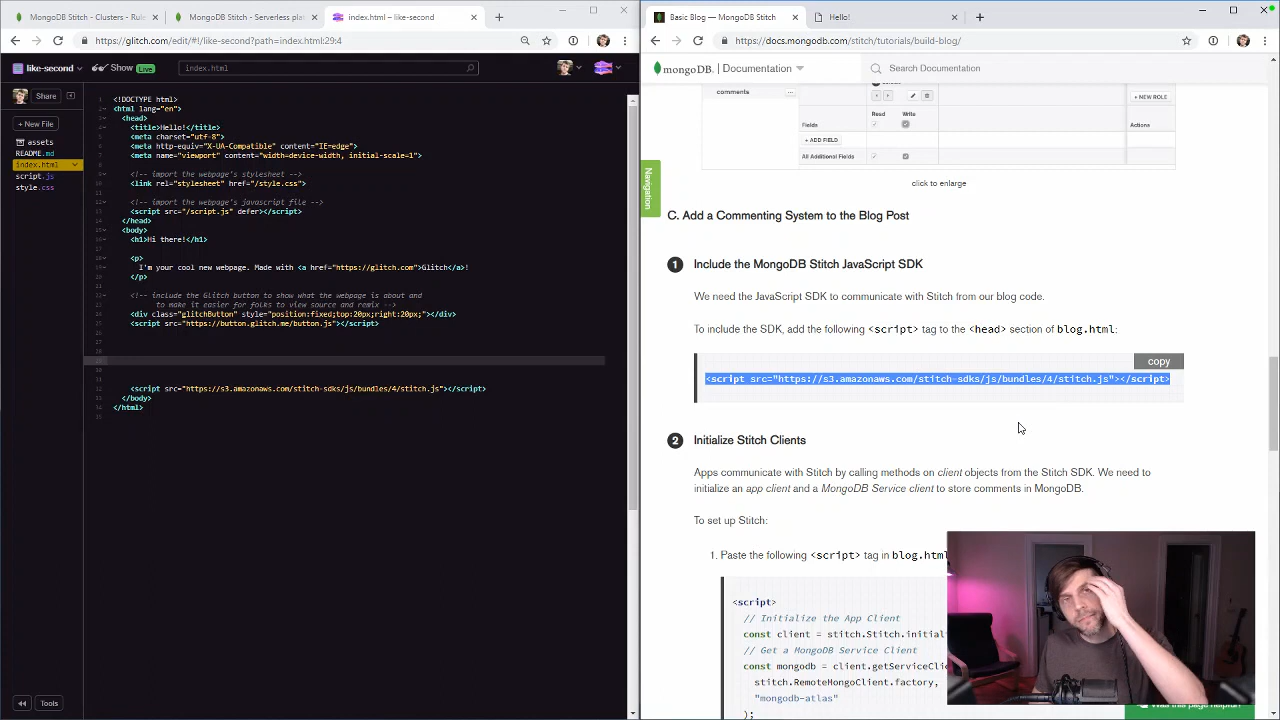 MongoDB Stitch - Clusters - Rul
MongoDB Stitch - Serverless pla
index.html – like-second
https://glitch.com/edit/#!/like-second?path=index.html:29:4
like-second
Show
Live
index.html
Share
+ New File
assets
README.md
index.html
script.js
style.css
<!DOCTYPE html>
<html lang="en">
<head>
<title>Hello!</title>
<meta charset="utf-8">
<meta http-equiv="X-UA-Compatible" content="IE=edge">
<meta name="viewport" content="width=device-width, initial-scale=1">
<!-- import the webpage's stylesheet -->
<link rel="stylesheet" href="/style.css">
<!-- import the webpage's javascript file -->
<script src="/script.js" defer></script>
</head>
<body>
<h1>Hi there!</h1>
<p>
I'm your cool new webpage. Made with <a href="https://glitch.com">Glitch</a>!
</p>
<!-- include the Glitch button to show what the webpage is about and
to make it easier for folks to view source and remix -->
<div class="glitchButton" style="position:fixed;top:20px;right:20px;"></div>
<script src="https://button.glitch.me/button.js"></script>
<script src="https://s3.amazonaws.com/stitch-sdks/js/bundles/4/stitch.js"></script>
</body>
</html>
Tools
Basic Blog — MongoDB Stitch
Hello!
https://docs.mongodb.com/stitch/tutorials/build-blog/
mongoDB.
Documentation
Search Documentation
Navigation
comments
+ NEW ROLE
Read
Write
Fields
Actions
+ ADD FIELD
All Additional Fields
click to enlarge
C. Add a Commenting System to the Blog Post
1 Include the MongoDB Stitch JavaScript SDK
We need the JavaScript SDK to communicate with Stitch from our blog code.
To include the SDK, add the following <script> tag to the <head> section of blog.html:
copy
<script src="https://s3.amazonaws.com/stitch-sdks/js/bundles/4/stitch.js"></script>
2 Initialize Stitch Clients
Apps communicate with Stitch by calling methods on client objects from the Stitch SDK. We need to
initialize an app client and a MongoDB Service client to store comments in MongoDB.
To set up Stitch:
1. Paste the following <script> tag in blog.html
<script>
// Initialize the App Client
const client = stitch.Stitch.initial
// Get a MongoDB Service Client
const mongodb = client.getServiceClie
stitch.RemoteMongoClient.factory,
"mongodb-atlas"
);
Was this page helpful?